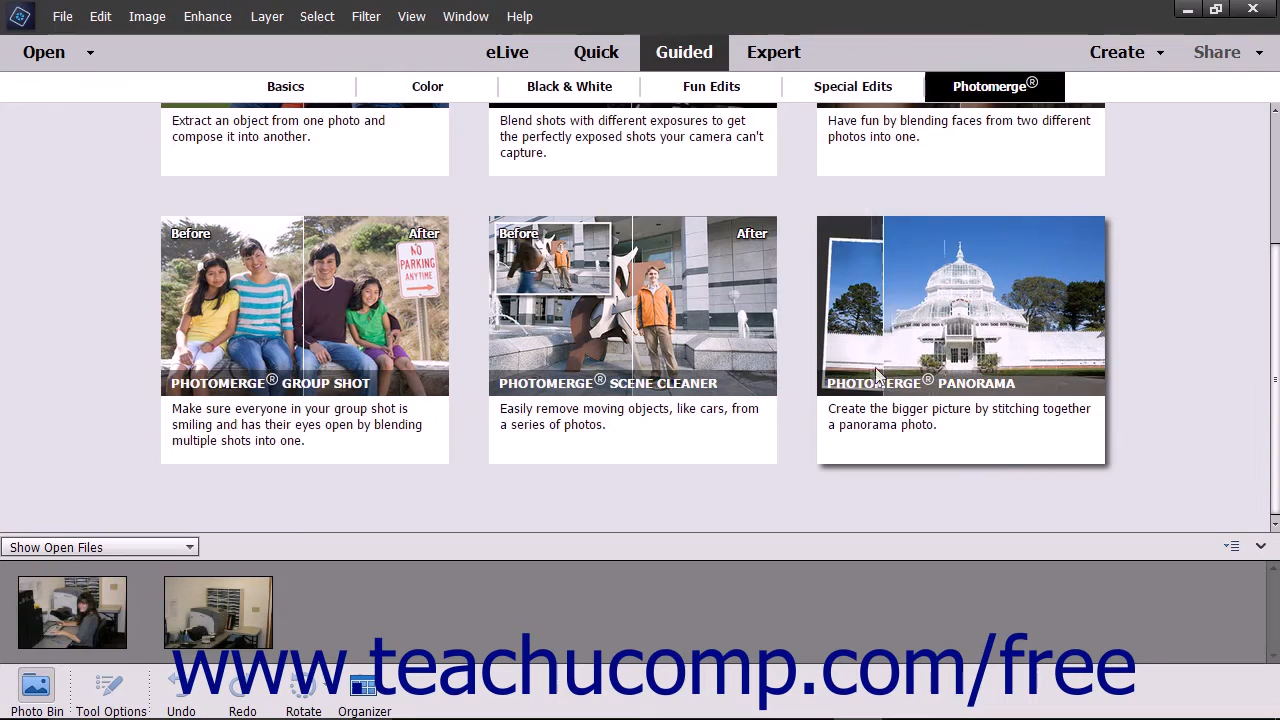 File Edit Image Enhance Layer Select Filter View Window Help
Open eLive Quick Guided Expert Create Share
Basics Color Black & White Fun Edits Special Edits Photomerge®
Extract an object from one photo and
compose it into another.
Blend shots with different exposures to get
the perfectly exposed shots your camera can't
capture.
Have fun by blending faces from two different
photos into one.
Before After
NO
PARKING
ANYTIME
PHOTOMERGE® GROUP SHOT
Make sure everyone in your group shot is
smiling and has their eyes open by blending
multiple shots into one.
Before After
PHOTOMERGE® SCENE CLEANER
Easily remove moving objects, like cars, from
a series of photos.
PHOTOMERGE® PANORAMA
Create the bigger picture by stitching together
a panorama photo.
Show Open Files
www.teachucomp.com/free
Photo Bin Tool Options Undo Redo Rotate Organizer